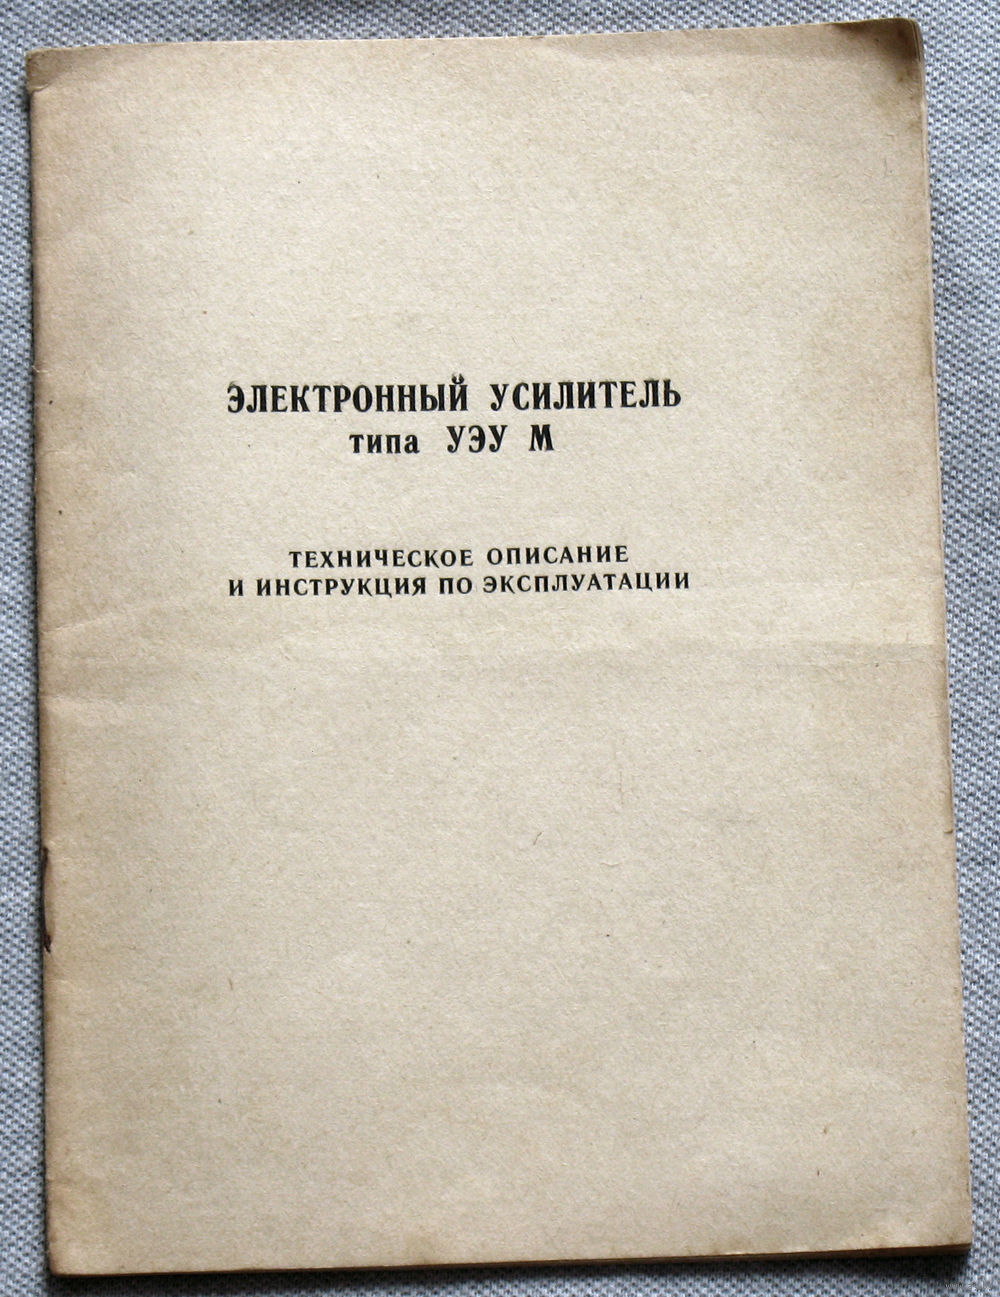 ЭЛЕКТРОННЫЙ УСИЛИТЕЛЬ
типа УЭУ М
ТЕХНИЧЕСКОЕ ОПИСАНИЕ
И ИНСТРУКЦИЯ ПО ЭКСПЛУАТАЦИИ